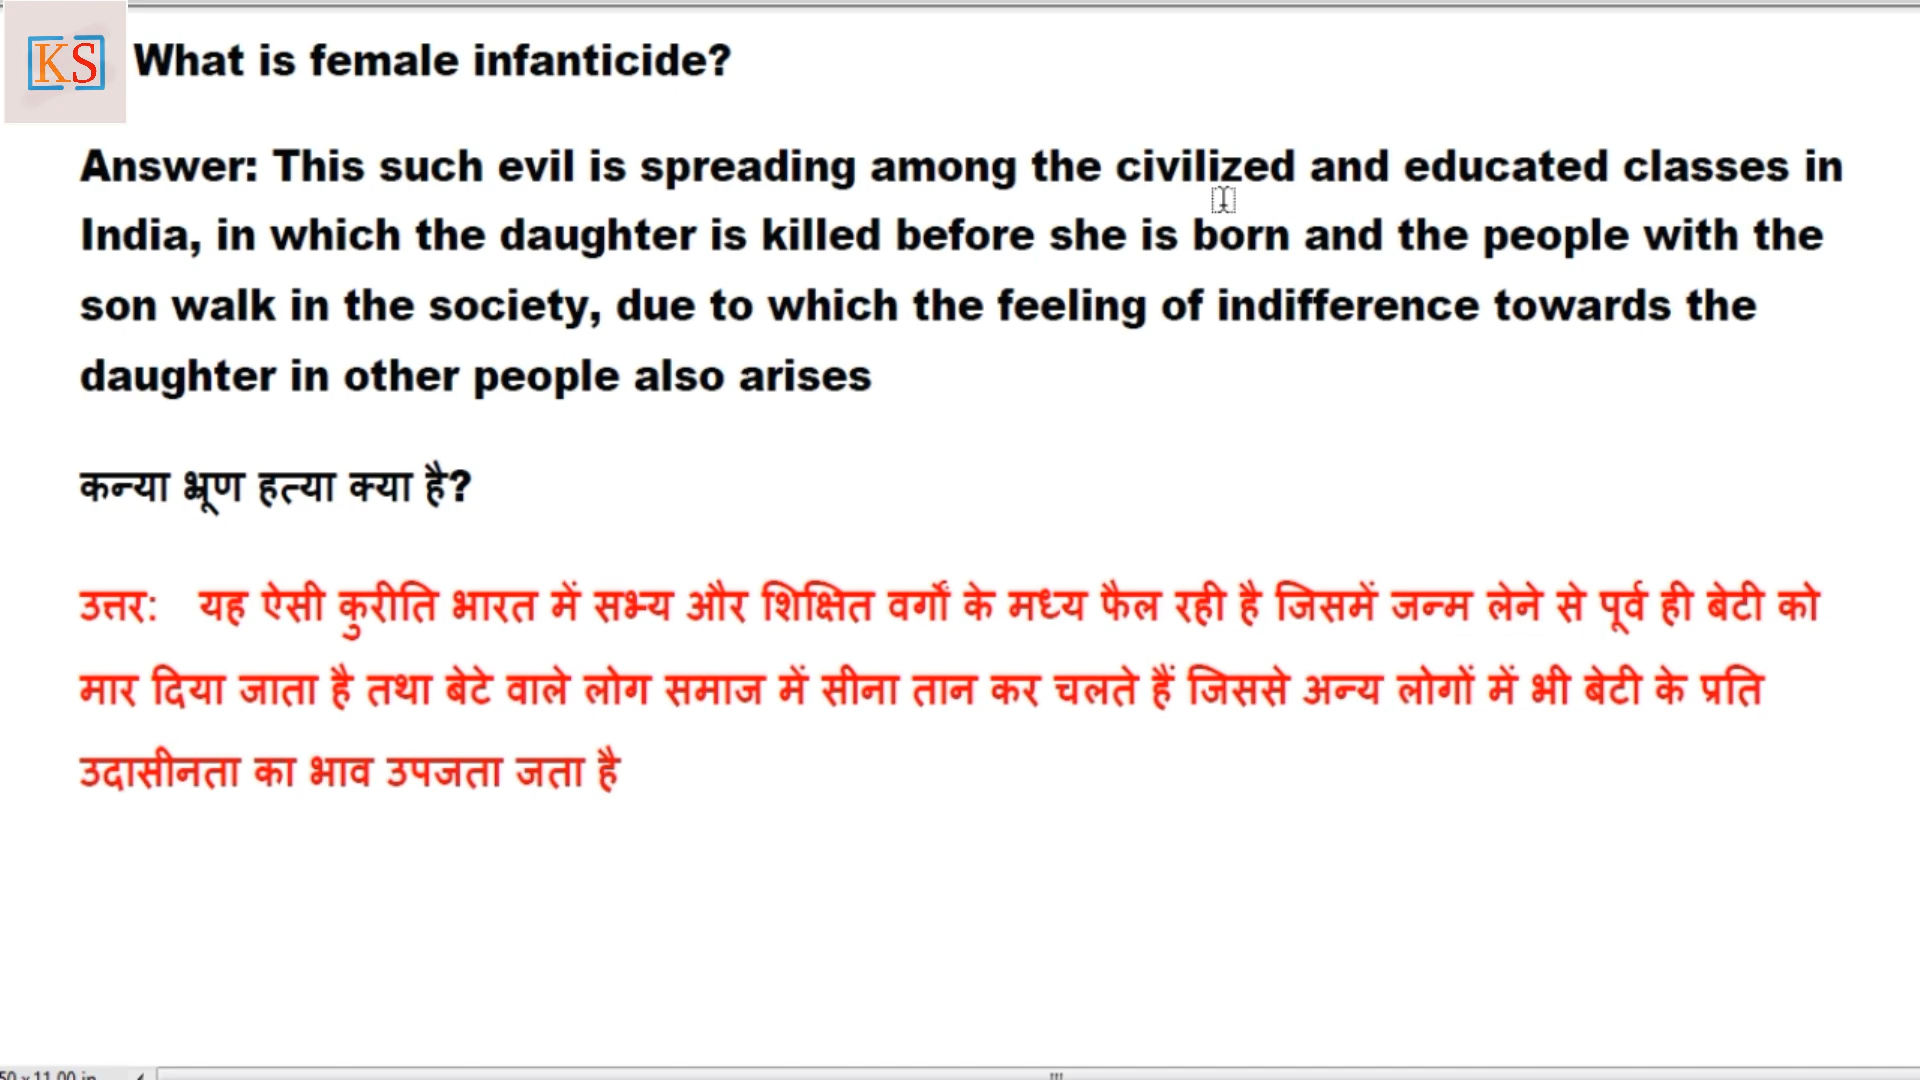 KS
What is female infanticide?
Answer: This such evil is spreading among the civilized and educated classes in
India, in which the daughter is killed before she is born and the people with the
son walk in the society, due to which the feeling of indifference towards the
daughter in other people also arises
कन्या भ्रूण हत्या क्या है?
उत्तर: यह ऐसी कुरीति भारत में सभ्य और शिक्षित वर्गों के मध्य फैल रही है जिसमें जन्म लेने से पूर्व ही बेटी को
मार दिया जाता है तथा बेटे वाले लोग समाज में सीना तान कर चलते हैं जिससे अन्य लोगों में भी बेटी के प्रति
उदासीनता का भाव उपजता जता है